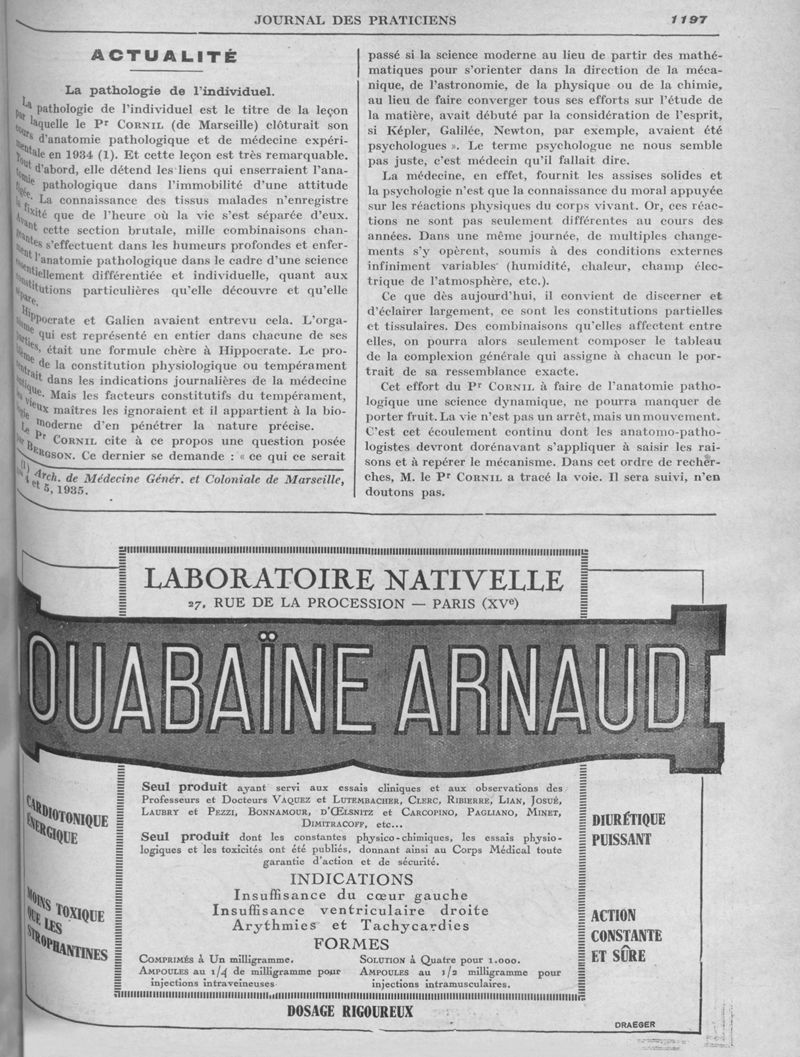 JOURNAL DES PRATICIENS
1197
ACTUALITÉ
La pathologie de l'individuel.
La pathologie de l'individuel est le titre de la leçon
par laquelle le Pr CORNIL (de Marseille) clôturait son
cours d'anatomie pathologique et de médecine expéri-
mentale en 1934 (1). Et cette leçon est très remarquable.
Tout d'abord, elle détend les liens qui enserraient l'ana-
tomie pathologique dans l'immobilité d'une attitude
figée. La connaissance des tissus malades n'enregistre
la fixité que de l'heure où la vie s'est séparée d'eux.
Avant cette section brutale, mille combinaisons chan-
geantes s'effectuent dans les humeurs profondes et enfer-
ment l'anatomie pathologique dans le cadre d'une science
essentiellement différentiée et individuelle, quant aux
constitutions particulières qu'elle découvre et qu'elle
sépare.
Hippocrate et Galien avaient entrevu cela. L'orga-
nisme qui est représenté en entier dans chacune de ses
parties, était une formule chère à Hippocrate. Le pro-
blème de la constitution physiologique ou tempérament
entrait dans les indications journalières de la médecine
antique. Mais les facteurs constitutifs du tempérament,
les vieux maîtres les ignoraient et il appartient à la bio-
logie moderne d'en pénétrer la nature précise.
Le Pr CORNIL cite à ce propos une question posée
par BERGSON. Ce dernier se demande : « ce qui ce serait
(1) Arch. de Médecine Génér. et Coloniale de Marseille,
4 et 5, 1935.
passé si la science moderne au lieu de partir des mathé-
matiques pour s'orienter dans la direction de la méca-
nique, de l'astronomie, de la physique ou de la chimie,
au lieu de faire converger tous ses efforts sur l'étude de
la matière, avait débuté par la considération de l'esprit,
si Képler, Galilée, Newton, par exemple, avaient été
psychologues ». Le terme psychologue ne nous semble
pas juste, c'est médecin qu'il fallait dire.
La médecine, en effet, fournit les assises solides et
la psychologie n'est que la connaissance du moral appuyée
sur les réactions physiques du corps vivant. Or, ces réac-
tions ne sont pas seulement différentes au cours des
années. Dans une même journée, de multiples change-
ments s'y opèrent, soumis à des conditions externes
infiniment variables (humidité, chaleur, champ élec-
trique de l'atmosphère, etc.).
Ce que dès aujourd'hui, il convient de discerner et
d'éclairer largement, ce sont les constitutions partielles
et tissulaires. Des combinaisons qu'elles affectent entre
elles, on pourra alors seulement composer le tableau
de la complexion générale qui assigne à chacun le por-
trait de sa ressemblance exacte.
Cet effort du Pr CORNIL à faire de l'anatomie patho-
logique une science dynamique, ne pourra manquer de
porter fruit. La vie n'est pas un arrêt, mais un mouvement.
C'est cet écoulement continu dont les anatomo-patho-
logistes devront dorénavant s'appliquer à saisir les rai-
sons et à repérer le mécanisme. Dans cet ordre de recher-
ches, M. le Pr CORNIL a tracé la voie. Il sera suivi, n'en
doutons pas.
LABORATOIRE NATIVELLE
27, RUE DE LA PROCESSION — PARIS (XVe)
OUABAÏNE ARNAUD
CARDIOTONIQUE
ÉNERGIQUE
MOINS TOXIQUE
QUE LES
STROPHANTINES
Seul produit ayant servi aux essais cliniques et aux observations des
Professeurs et Docteurs VAQUEZ et LUTEMBACHER, CLERC, RIBIERRE, LIAN, JOSUÉ,
LAUBRY et PEZZI, BONNAMOUR, D'ŒLSNITZ et CARCOPINO, PAGLIANO, MINET,
DIMITRACOFF, etc...
Seul produit dont les constantes physico-chimiques, les essais physio-
logiques et les toxicités ont été publiés, donnant ainsi au Corps Médical toute
garantie d'action et de sécurité.
INDICATIONS
Insuffisance du cœur gauche
Insuffisance ventriculaire droite
Arythmies et Tachycardies
FORMES
COMPRIMÉS à Un milligramme.
AMPOULES au 1/4 de milligramme pour
injections intraveineuses
SOLUTION à Quatre pour 1.000.
AMPOULES au 1/2 milligramme pour
injections intramusculaires.
DIURÉTIQUE
PUISSANT
ACTION
CONSTANTE
ET SÛRE
DOSAGE RIGOUREUX
DRAEGER